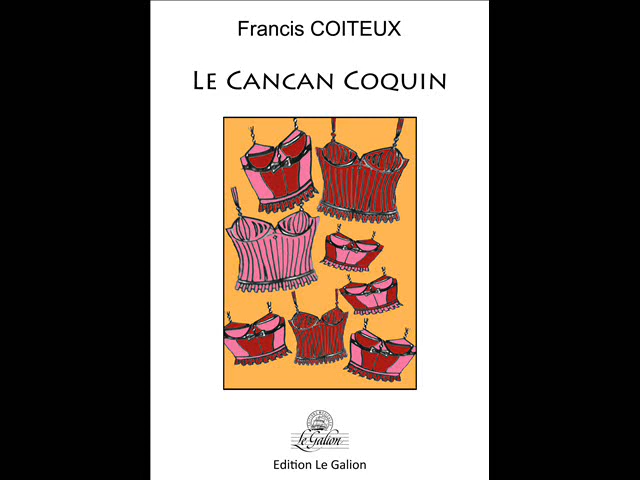 Francis COITEUX
LE CANCAN COQUIN
Le Galion
Edition Le Galion